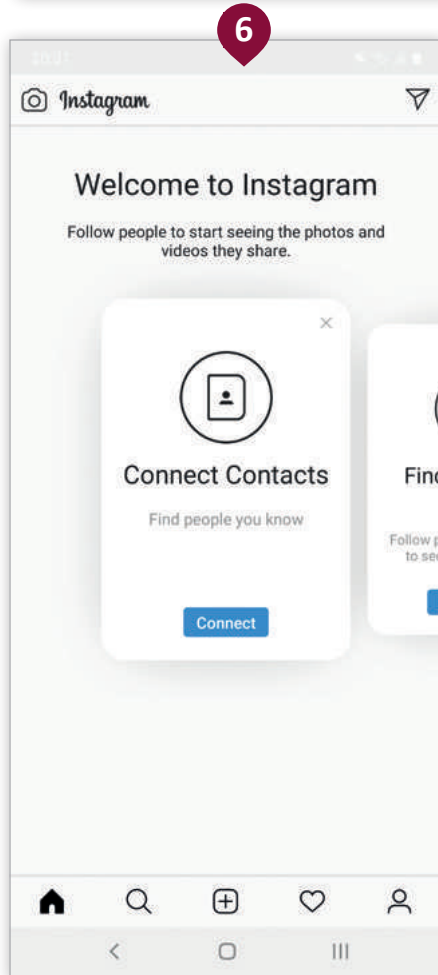 6
Instagram
Welcome to Instagram
Follow people to start seeing the photos and
videos they share.
Connect Contacts
Find people you know
Connect
Follow